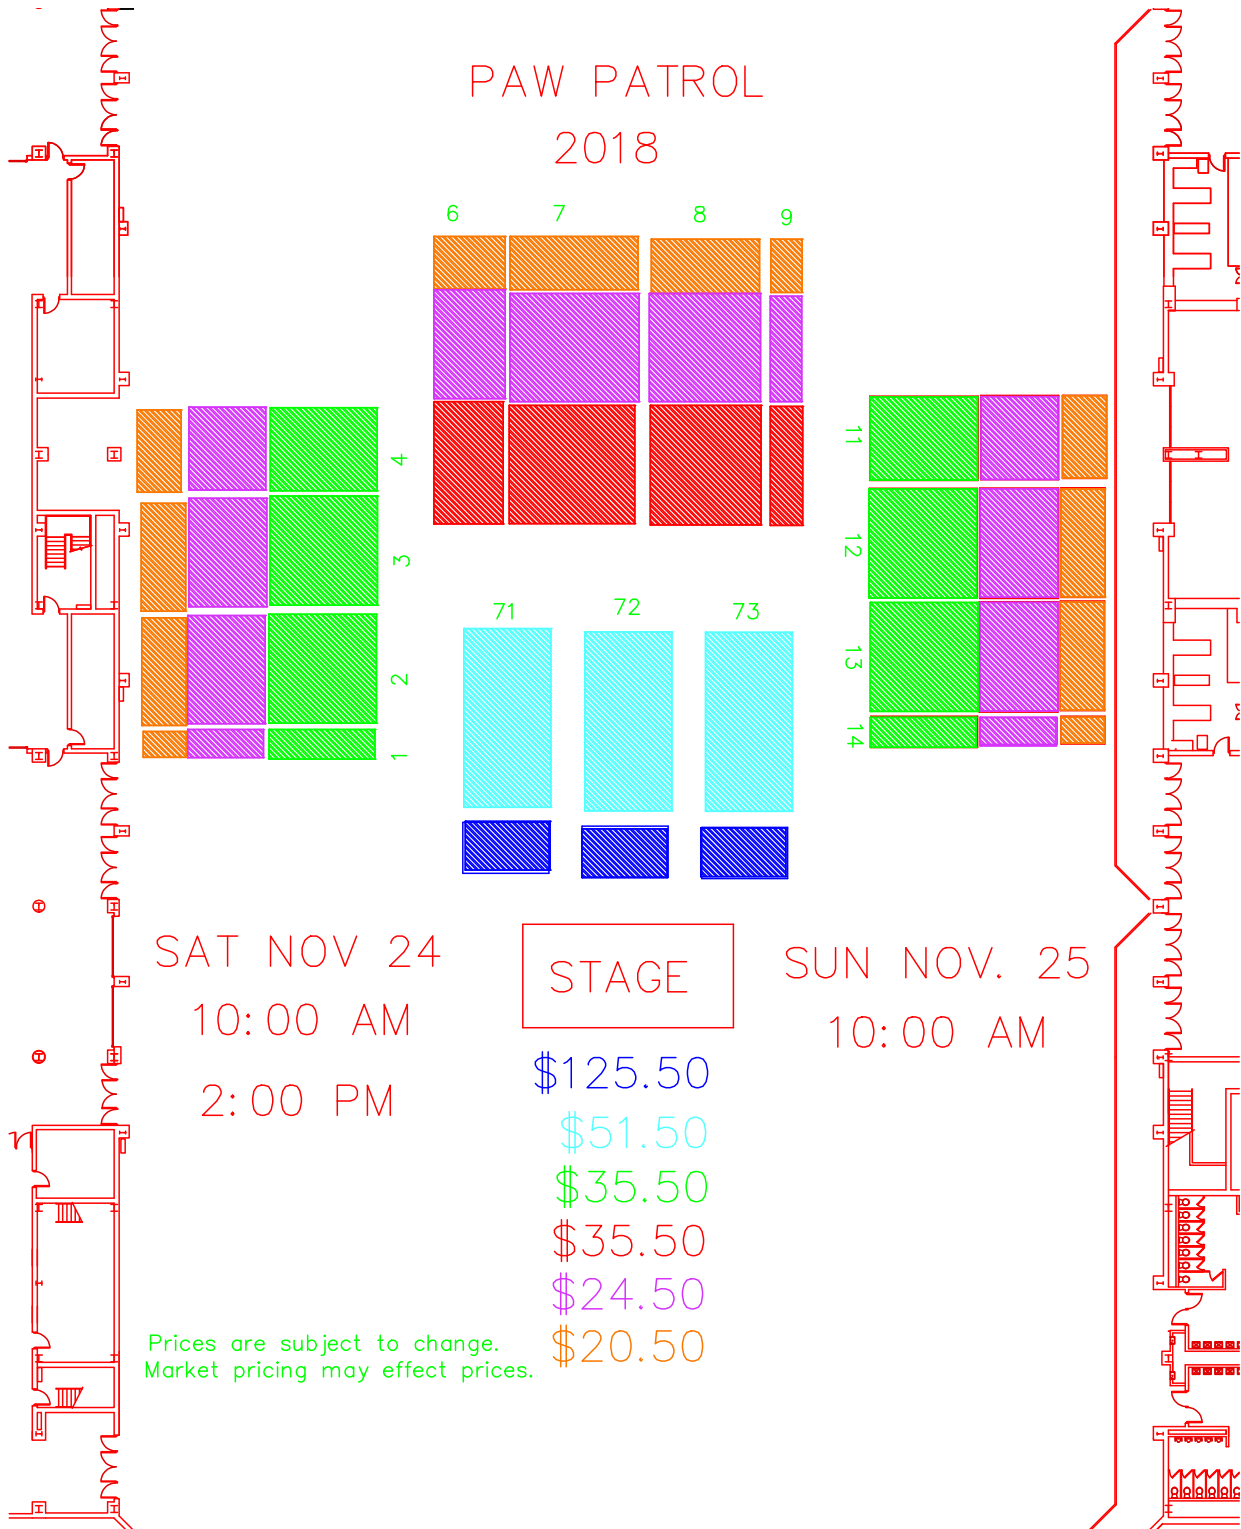 PAW PATROL
2018
6 7 8 9
4
3
2
1
11
12
13
14
71 72 73
SAT NOV 24
10:00 AM
2:00 PM
STAGE
SUN NOV. 25
10:00 AM
$125.50
$51.50
$35.50
$35.50
$24.50
$20.50
Prices are subject to change.
Market pricing may effect prices.